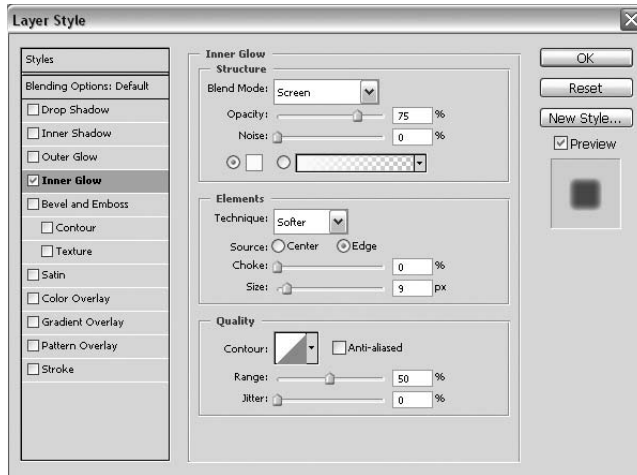 Layer Style
Styles
Blending Options: Default
Drop Shadow
Inner Shadow
Outer Glow
Inner Glow
Bevel and Emboss
Contour
Texture
Satin
Color Overlay
Gradient Overlay
Pattern Overlay
Stroke
Inner Glow
Structure
Blend Mode: Screen
Opacity: 75 %
Noise: 0 %
Elements
Technique: Softer
Source: Center Edge
Choke: 0 %
Size: 9 px
Quality
Contour: Anti-aliased
Range: 50 %
Jitter: 0 %
OK
Reset
New Style...
Preview